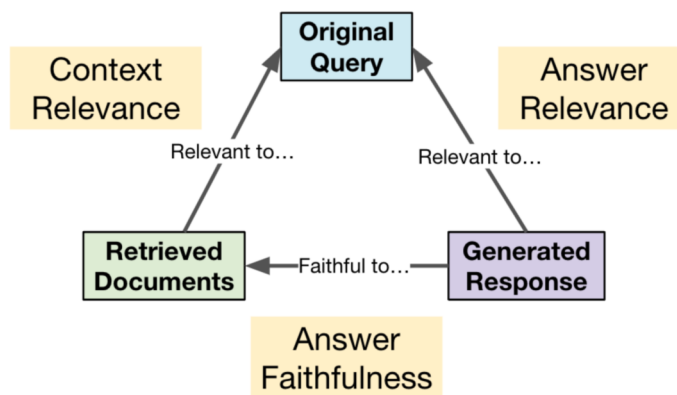 Original
Query
Context
Relevance
Answer
Relevance
Relevant to…
Relevant to…
Retrieved
Documents
Faithful to…
Generated
Response
Answer
Faithfulness